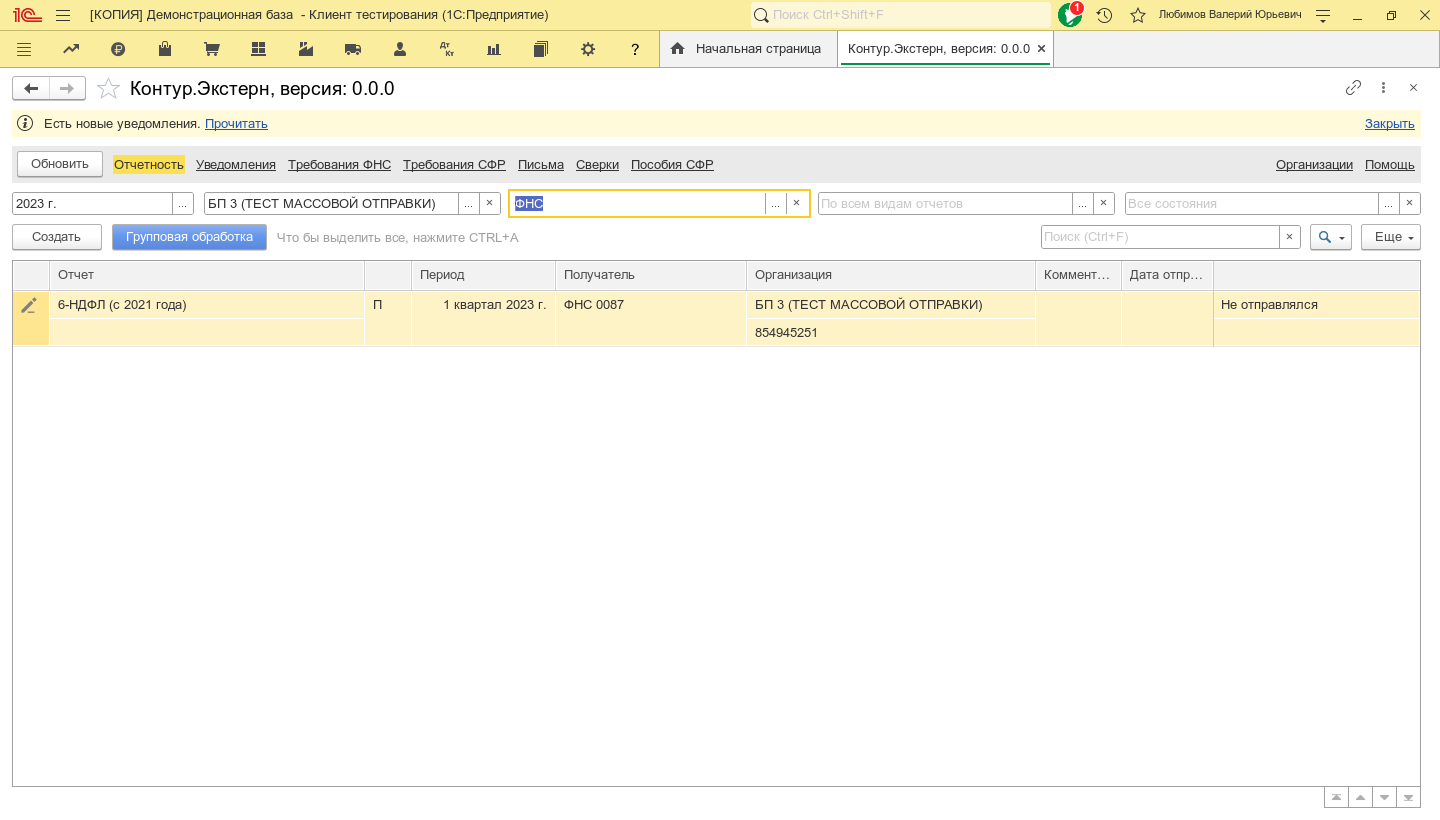 [КОПИЯ] Демонстрационная база - Клиент тестирования (1С:Предприятие)
Поиск Ctrl+Shift+F
1
Любимов Валерий Юрьевич
Дт
Кт
?
Начальная страница
Контур.Экстерн, версия: 0.0.0
Контур.Экстерн, версия: 0.0.0
Есть новые уведомления. Прочитать
Закрыть
Обновить
Отчетность
Уведомления
Требования ФНС
Требования СФР
Письма
Сверки
Пособия СФР
Организации
Помощь
2023 г.
...
БП 3 (ТЕСТ МАССОВОЙ ОТПРАВКИ)
...
ФНС
...
По всем видам отчетов
...
Все состояния
...
Создать
Групповая обработка
Что бы выделить все, нажмите CTRL+A
Поиск (Ctrl+F)
Еще
Отчет
Период
Получатель
Организация
Коммент...
Дата отпр...
6-НДФЛ (с 2021 года)
П
1 квартал 2023 г.
ФНС 0087
БП 3 (ТЕСТ МАССОВОЙ ОТПРАВКИ)
Не отправлялся
854945251